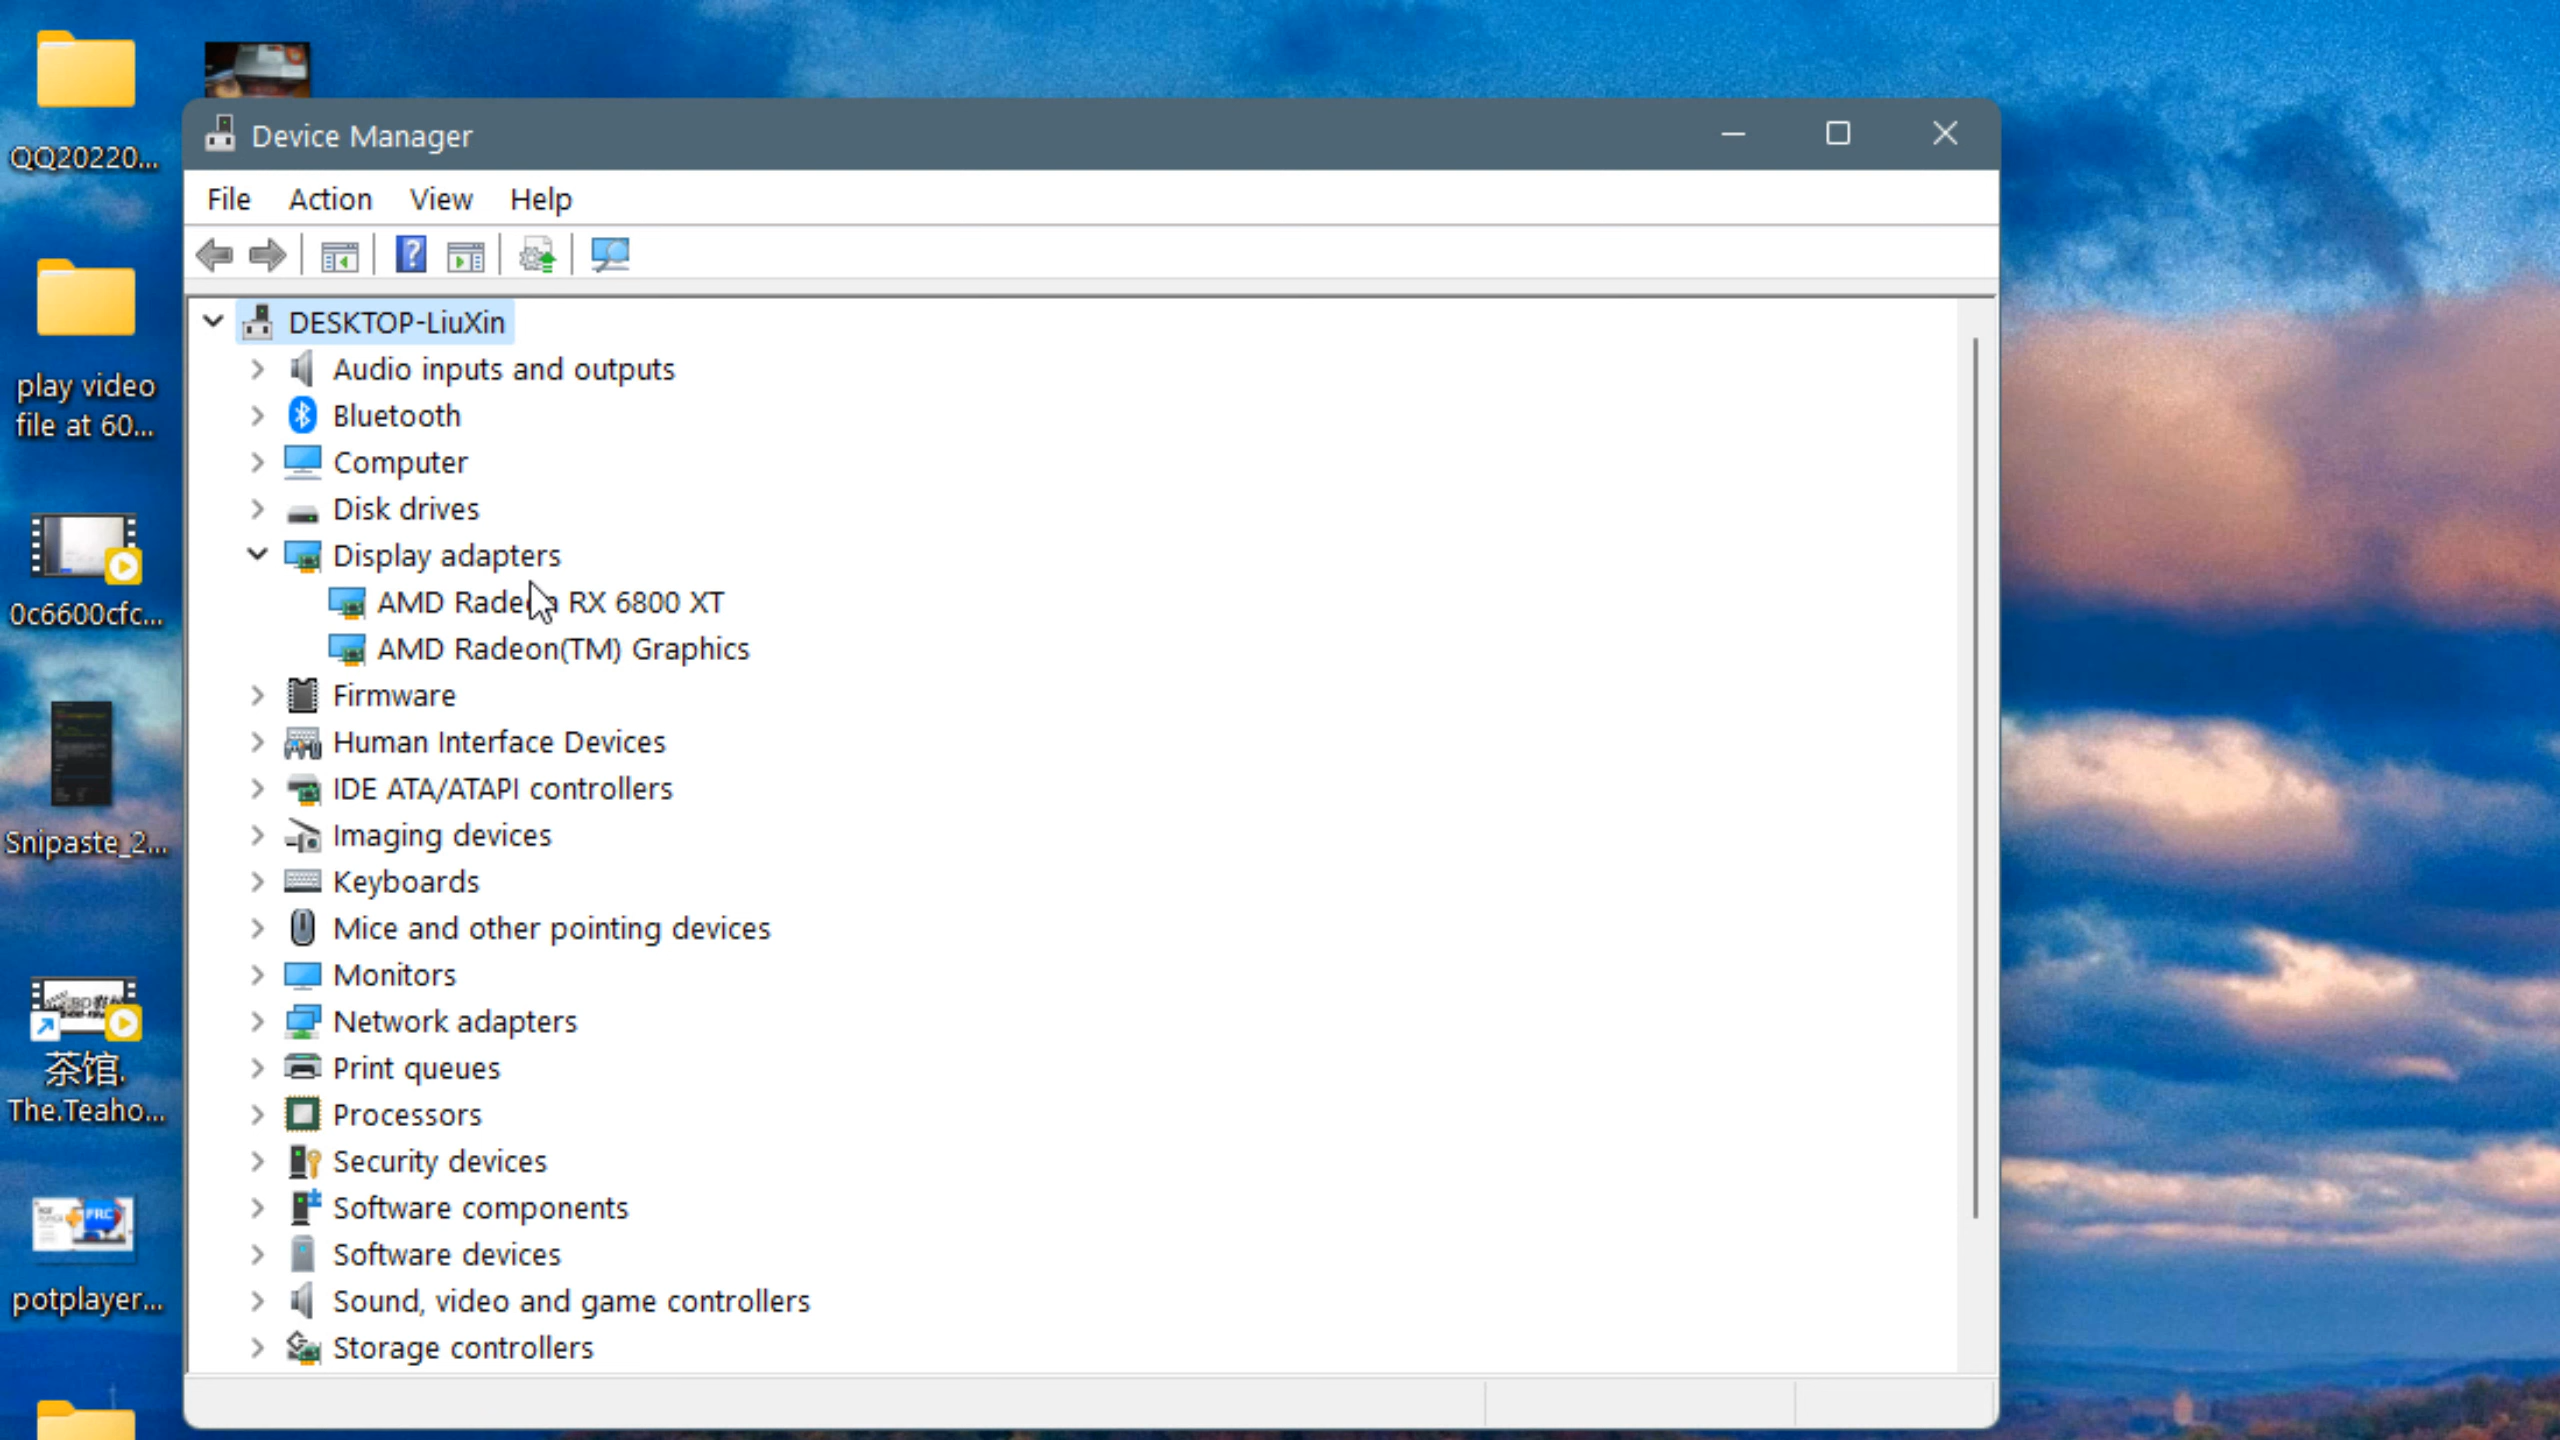 QQ20220...
play video
file at 60...
0c6600cfc...
Snipaste_2...
茶馆.
The.Teaho...
FRC
potplayer...
Device Manager
File Action View Help
DESKTOP-LiuXin
Audio inputs and outputs
Bluetooth
Computer
Disk drives
Display adapters
AMD Radeon RX 6800 XT
AMD Radeon(TM) Graphics
Firmware
Human Interface Devices
IDE ATA/ATAPI controllers
Imaging devices
Keyboards
Mice and other pointing devices
Monitors
Network adapters
Print queues
Processors
Security devices
Software components
Software devices
Sound, video and game controllers
Storage controllers